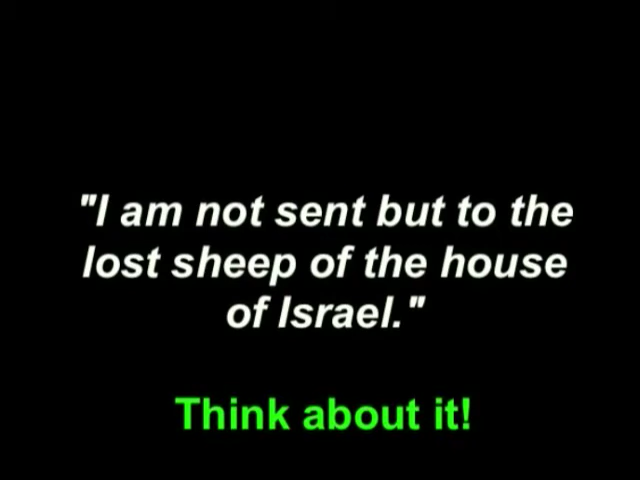 "I am not sent but to the
lost sheep of the house
of Israel."
Think about it!